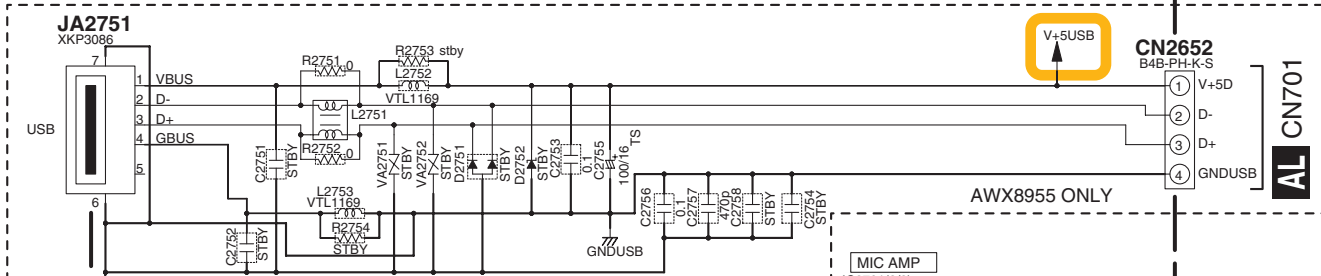 JA2751
XKP3086
7
USB
1 VBUS
2 D-
3 D+
4 GBUS
5
6
R2751
0
L2751
R2752
0
R2753 stby
L2752
VTL1169
C2751
STBY
L2753
VTL1169
R2754
STBY
C2752
STBY
VA2751
STBY
VA2752
STBY
D2751
STBY
D2752
STBY
C2753
0.1
C2755
100/16
TS
+
GNDUSB
C2756
0.1
C2757
470p
C2758
STBY
C2754
STBY
V+5USB
CN2652
B4B-PH-K-S
1 V+5D
2 D-
3 D+
4 GNDUSB
AL CN701
AWX8955 ONLY
MIC AMP